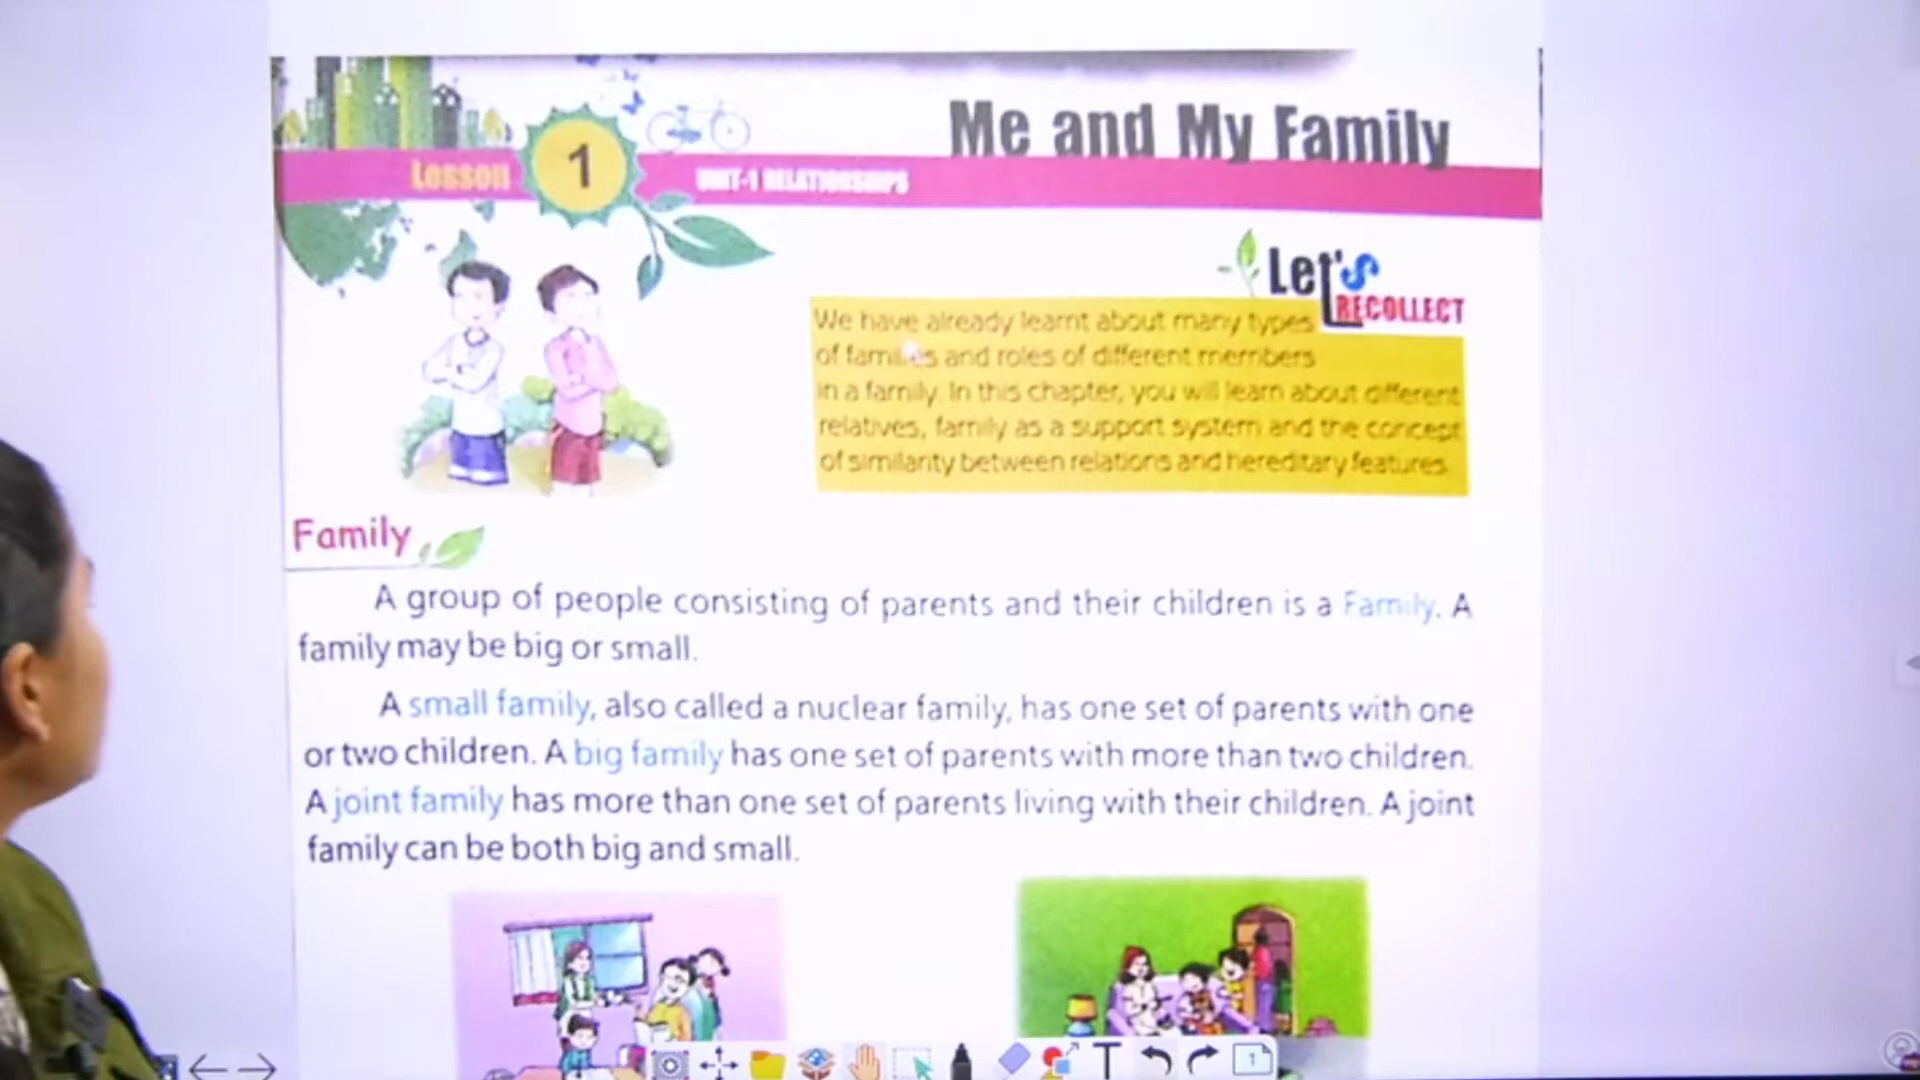 Me and My Family
Lesson 1 UNIT-1 RELATIONSHIPS
Let's
RECOLLECT
We have already learnt about many types
of families and roles of different members
in a family. In this chapter, you will learn about different
relatives, family as a support system and the concept
of similarity between relations and hereditary features.
Family
A group of people consisting of parents and their children is a Family. A
family may be big or small.
A small family, also called a nuclear family, has one set of parents with one
or two children. A big family has one set of parents with more than two children.
A joint family has more than one set of parents living with their children. A joint
family can be both big and small.
T
1